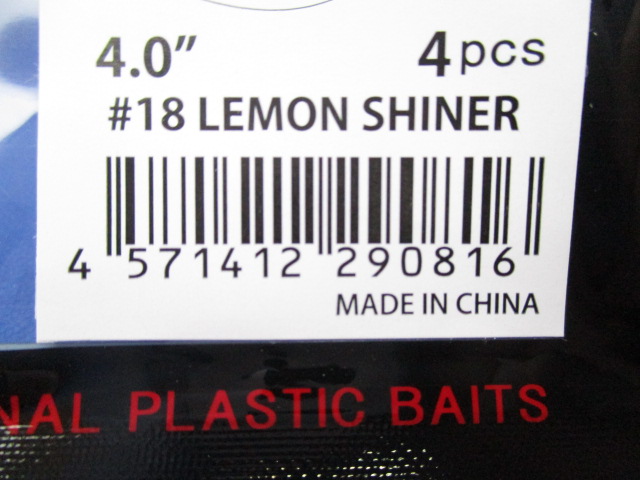 4.0" 4pcs
#18 LEMON SHINER
4 571412 290816
MADE IN CHINA
NAL PLASTIC BAITS